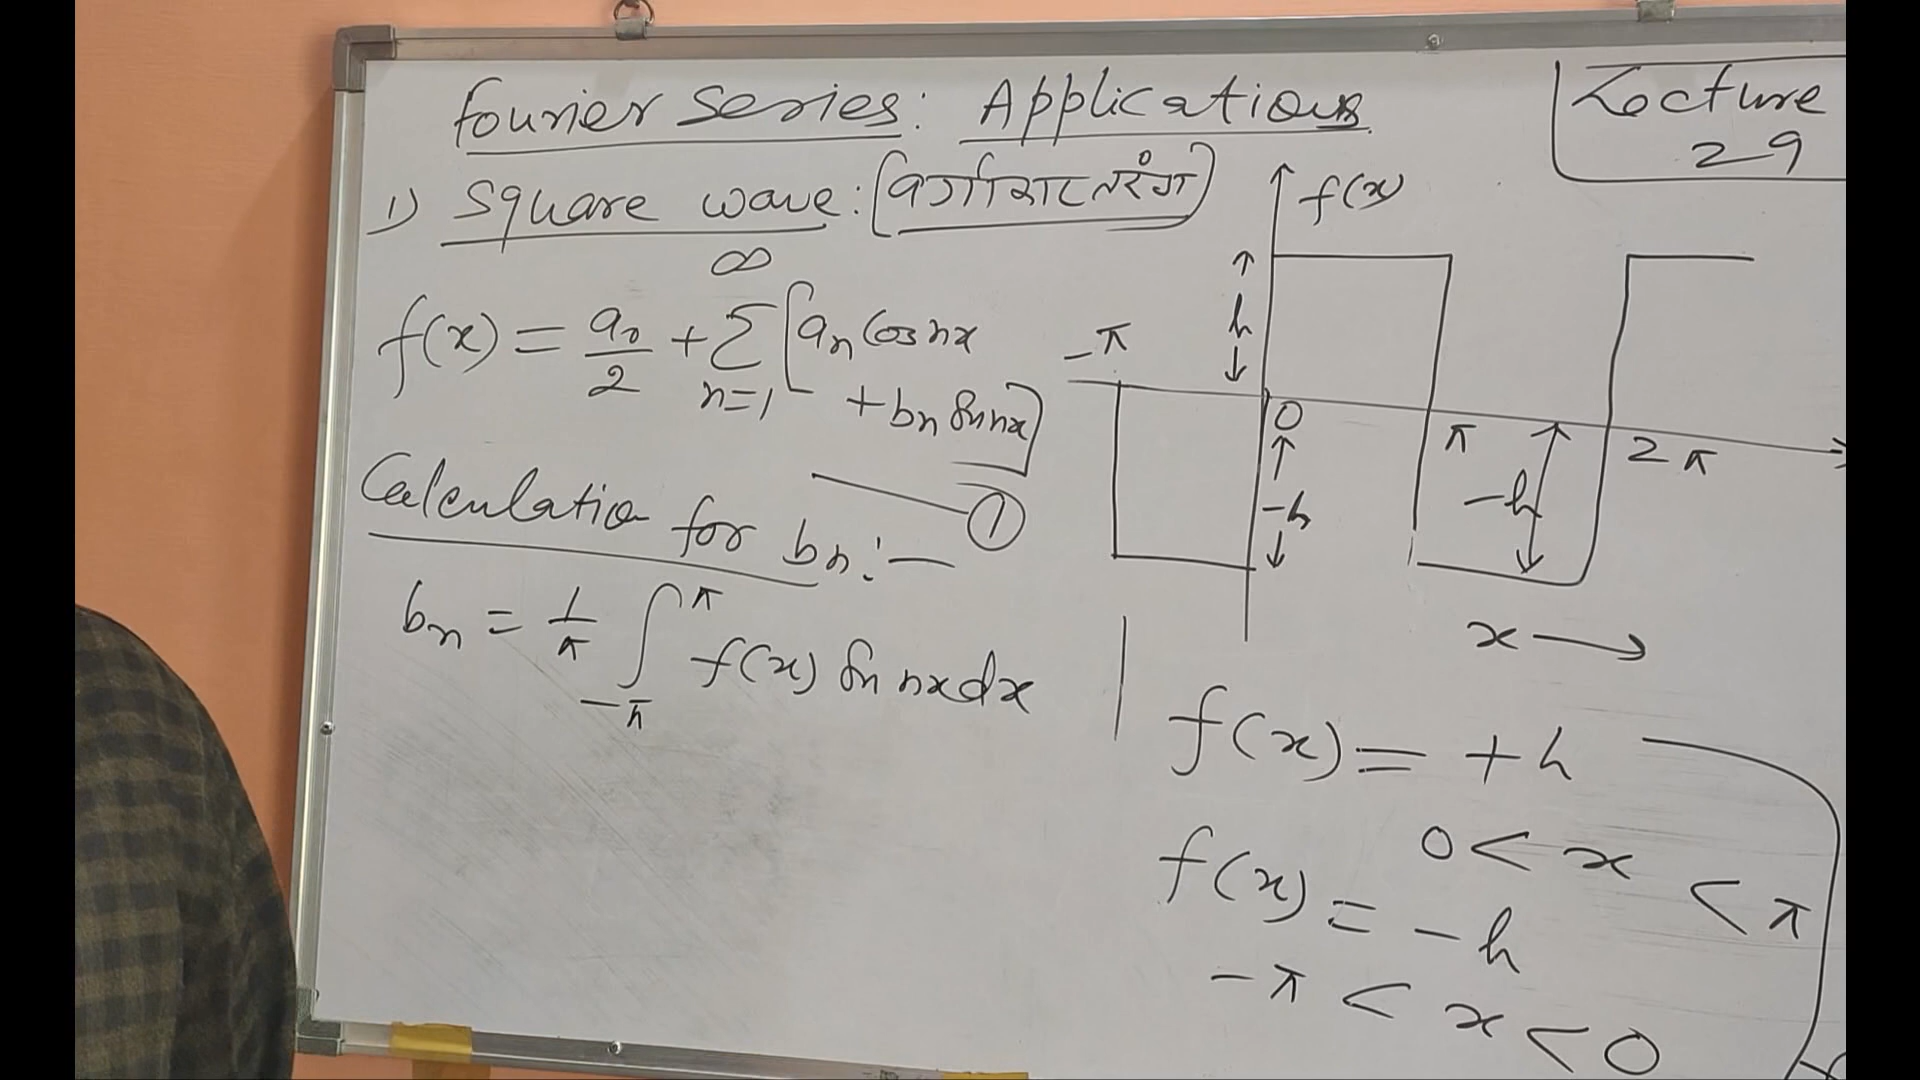 Fourier Series: Applications
Lecture
29
1) Square wave: (वर्गाकार तरंग)
f(x) = a₀/2 + ∑ₙ₌₁^∞ [aₙ Cos nx
+ bₙ Sin nx]
①
Calculation for bₙ:—
bₙ = 1/π ∫₋π^π f(x) Sin nx dx
f(x)
h
-π
0
π
2π
-h
-h
x →
f(x) = +h
0 < x < π
f(x) = -h
-π < x < 0